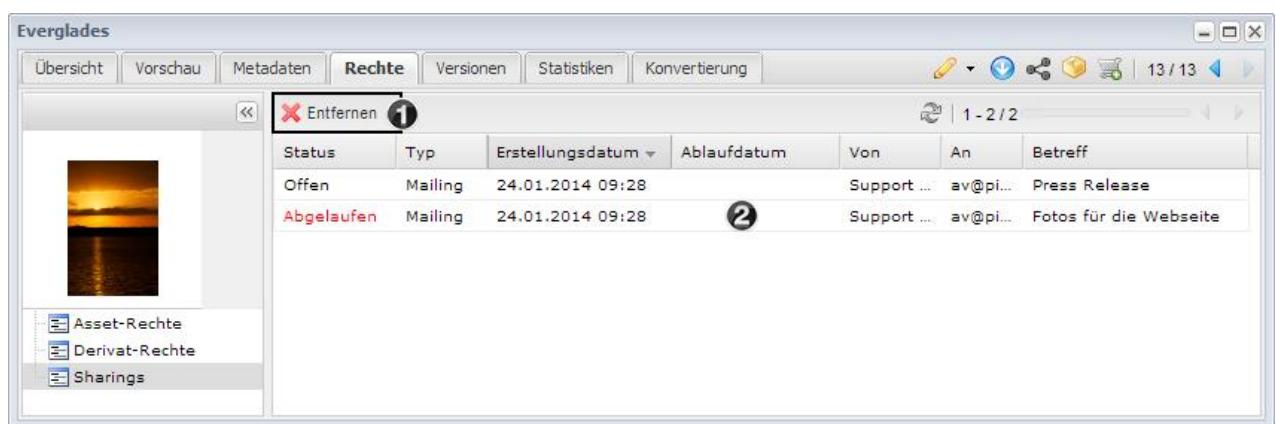 Everglades
Übersicht Vorschau Metadaten Rechte Versionen Statistiken Konvertierung 13 / 13
Entfernen 1 1 - 2 / 2
Status Typ Erstellungsdatum Ablaufdatum Von An Betreff
Offen Mailing 24.01.2014 09:28 Support ... av@pi... Press Release
Abgelaufen Mailing 24.01.2014 09:28 2 Support ... av@pi... Fotos für die Webseite
Asset-Rechte
Derivat-Rechte
Sharings